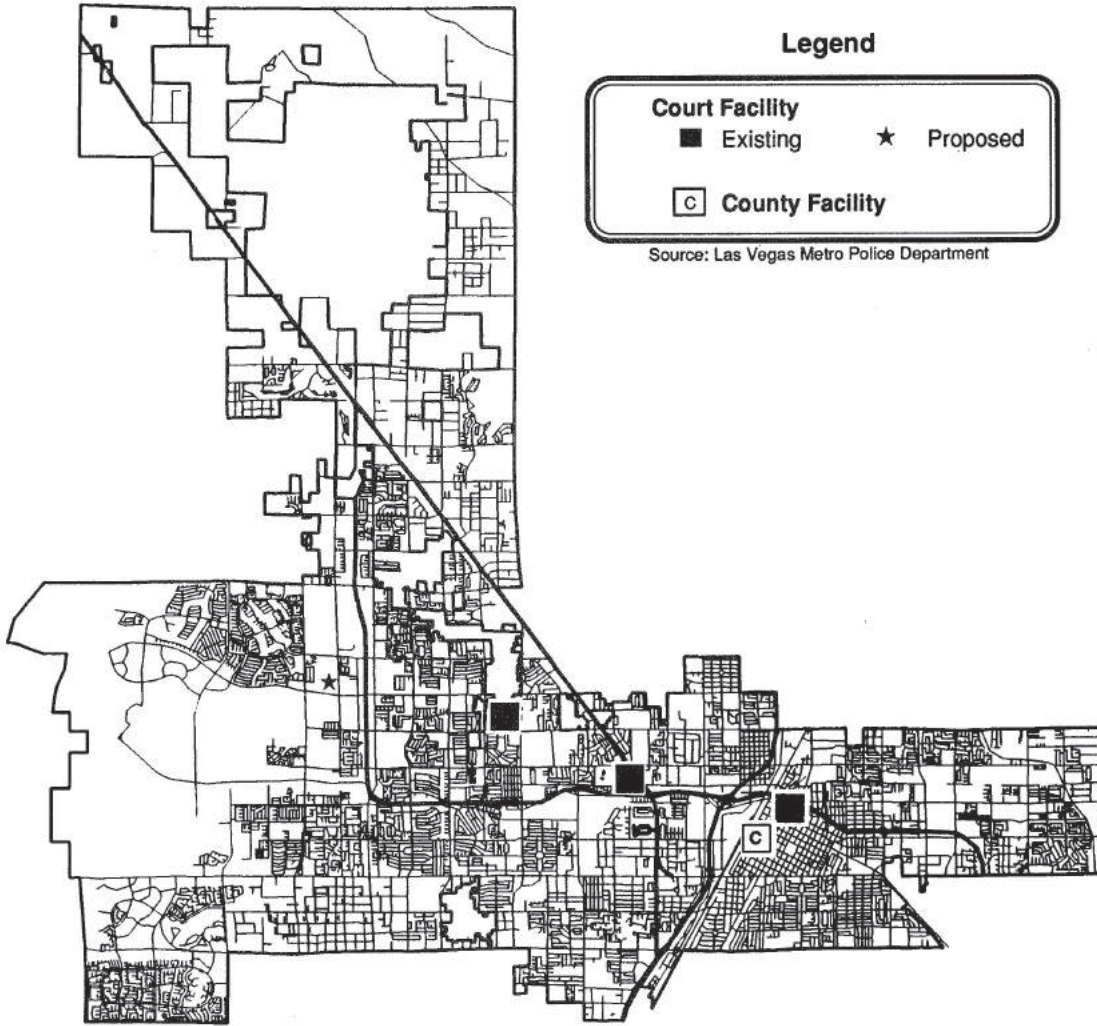 Legend
Court Facility
Existing
Proposed
C County Facility
Source: Las Vegas Metro Police Department
C